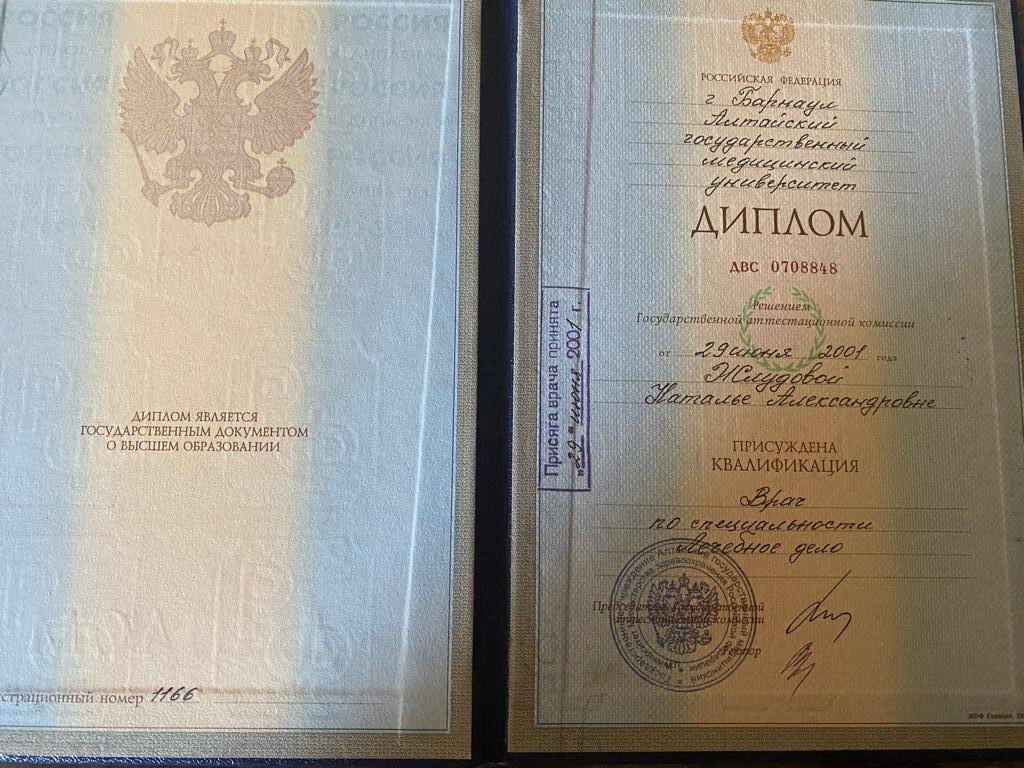 ДИПЛОМ ЯВЛЯЕТСЯ
ГОСУДАРСТВЕННЫМ ДОКУМЕНТОМ
О ВЫСШЕМ ОБРАЗОВАНИИ
страционный номер 1166
РОССИЙСКАЯ ФЕДЕРАЦИЯ
г Барнаул
Алтайский
государственный
медицинский
университет
ДИПЛОМ
ДВС 0708848
Решением
Государственной аттестационной комиссии
от 29 июня 2001 года
Жлудовой
Наталье Александровне
ПРИСУЖДЕНА
КВАЛИФИКАЦИЯ
Врач
по специальности
Лечебное дело
Председатель Государственной
аттестационной комиссии
Ректор
Присяга врача принята
"29" июня 2001 г.